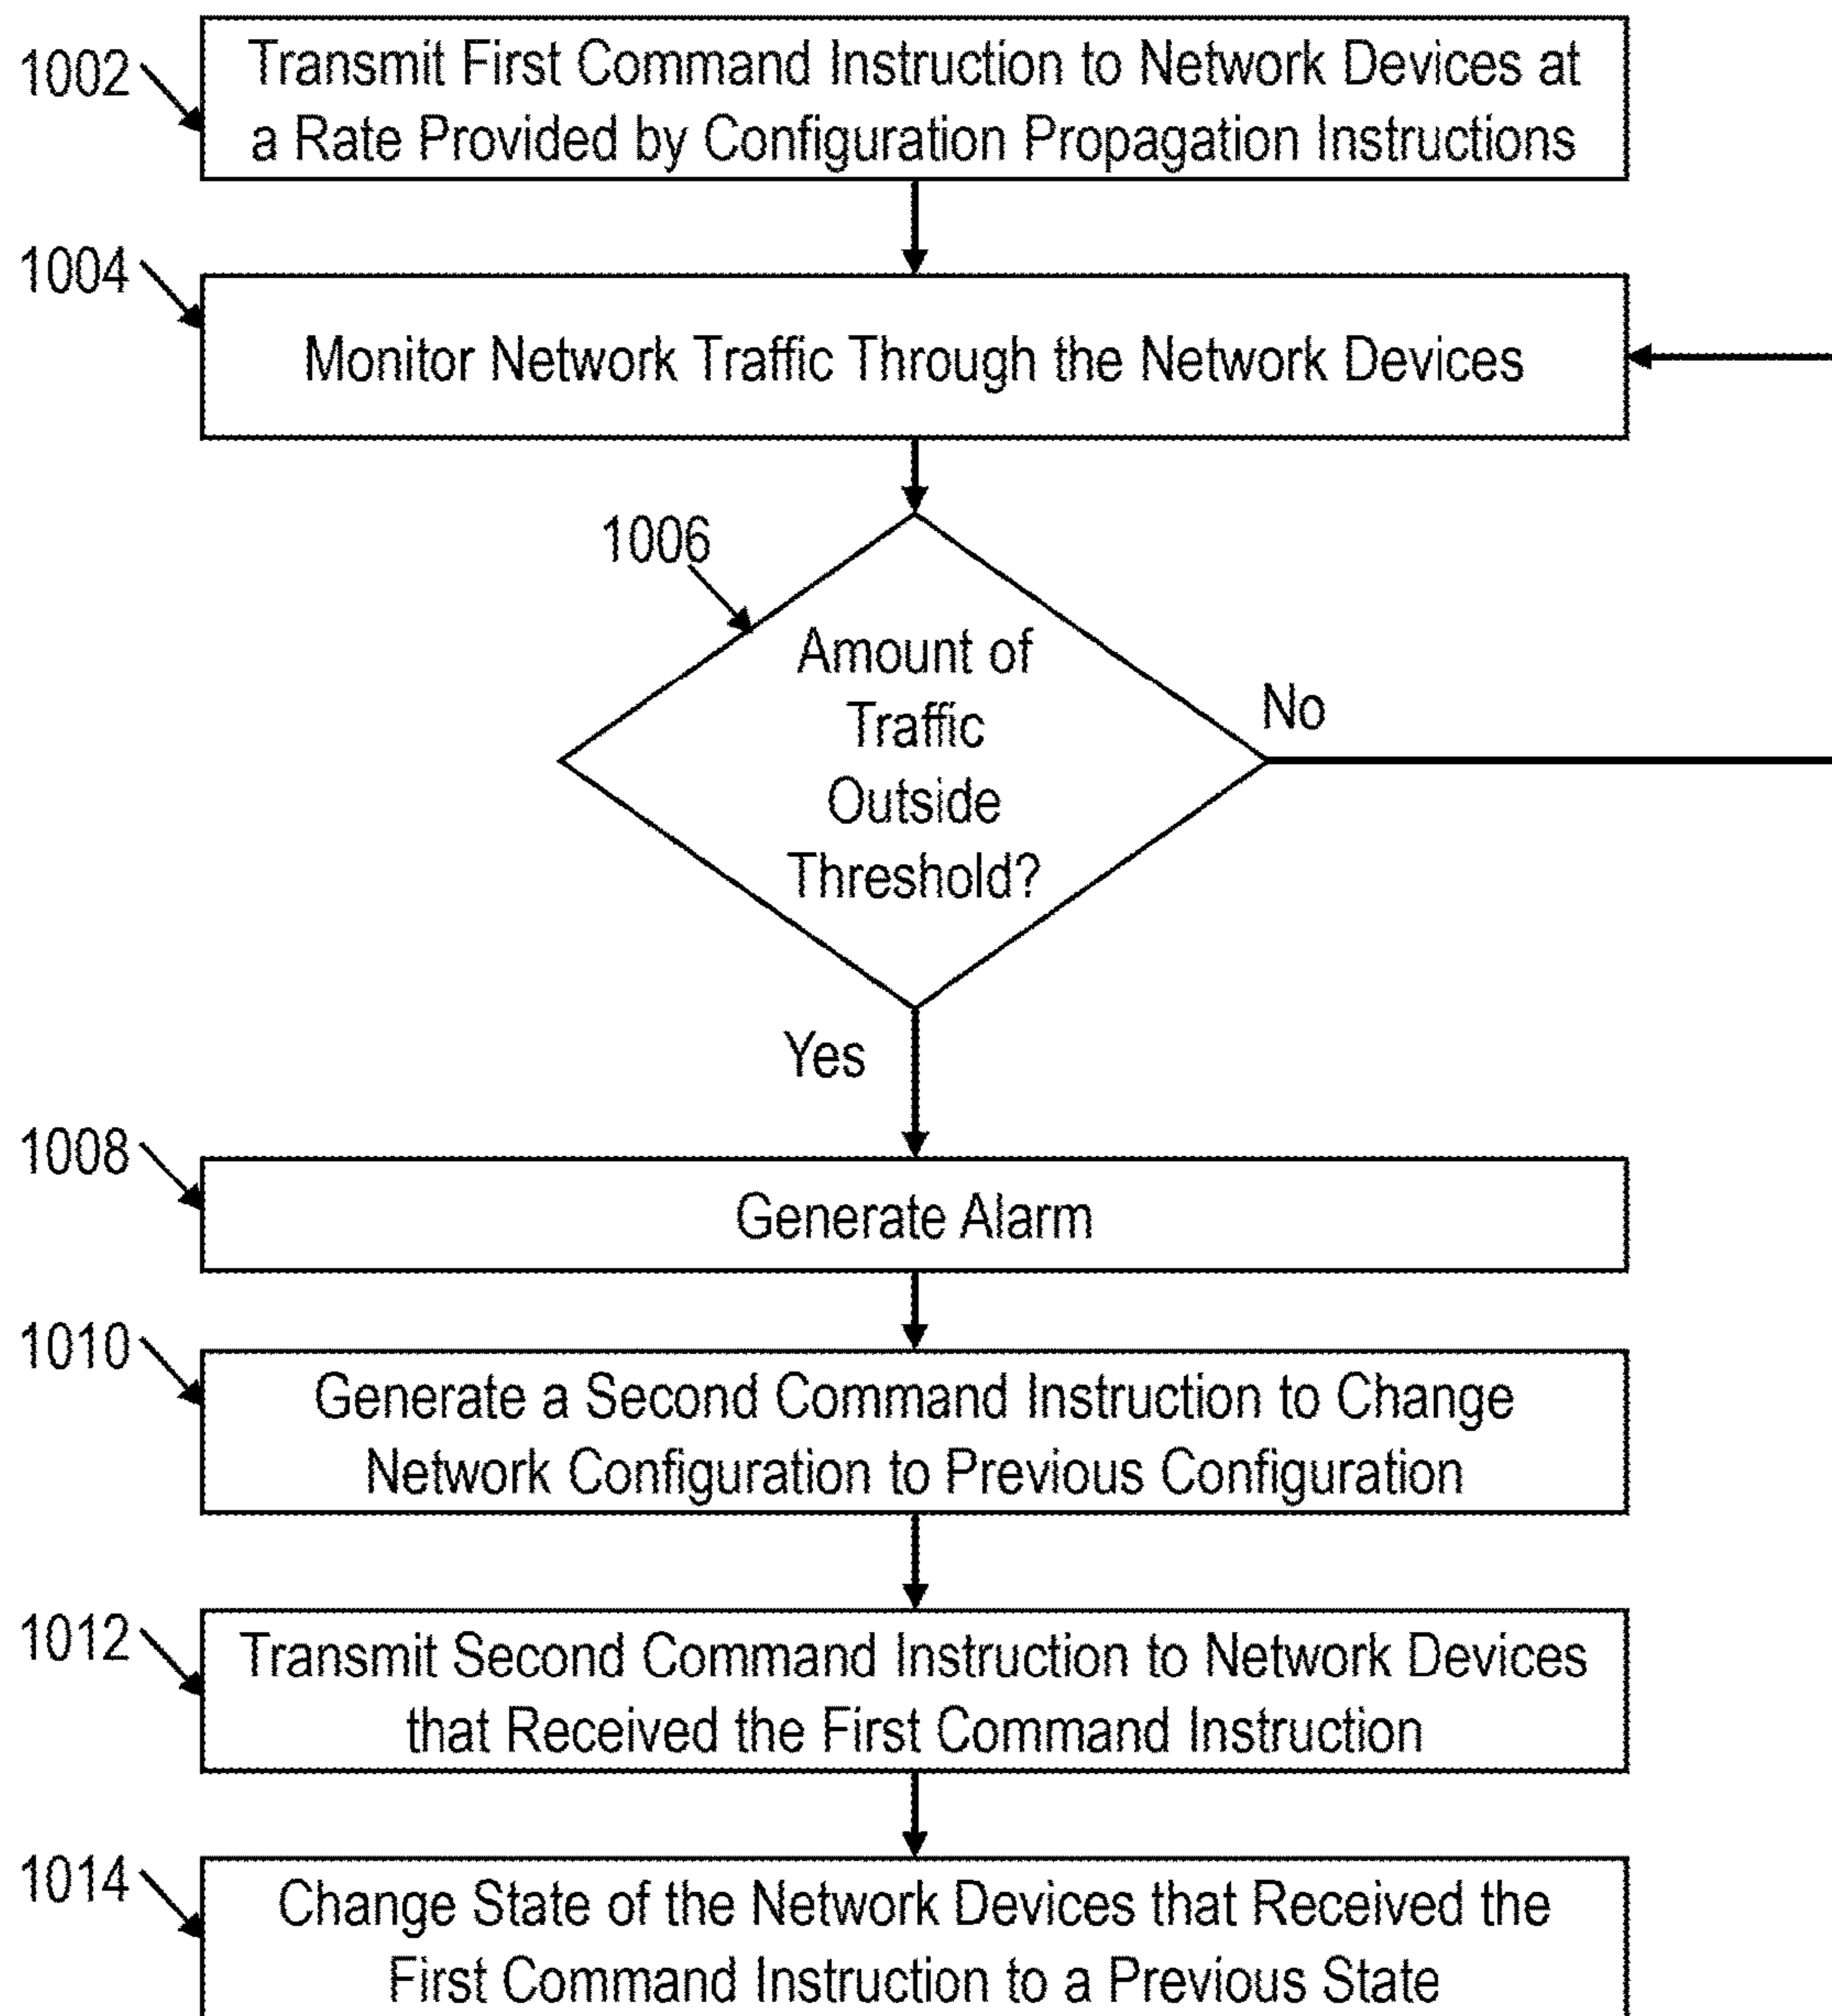 1002
Transmit First Command Instruction to Network Devices at
a Rate Provided by Configuration Propagation Instructions
1004
Monitor Network Traffic Through the Network Devices
1006
Amount of
Traffic
Outside
Threshold?
No
Yes
1008
Generate Alarm
1010
Generate a Second Command Instruction to Change
Network Configuration to Previous Configuration
1012
Transmit Second Command Instruction to Network Devices
that Received the First Command Instruction
1014
Change State of the Network Devices that Received the
First Command Instruction to a Previous State